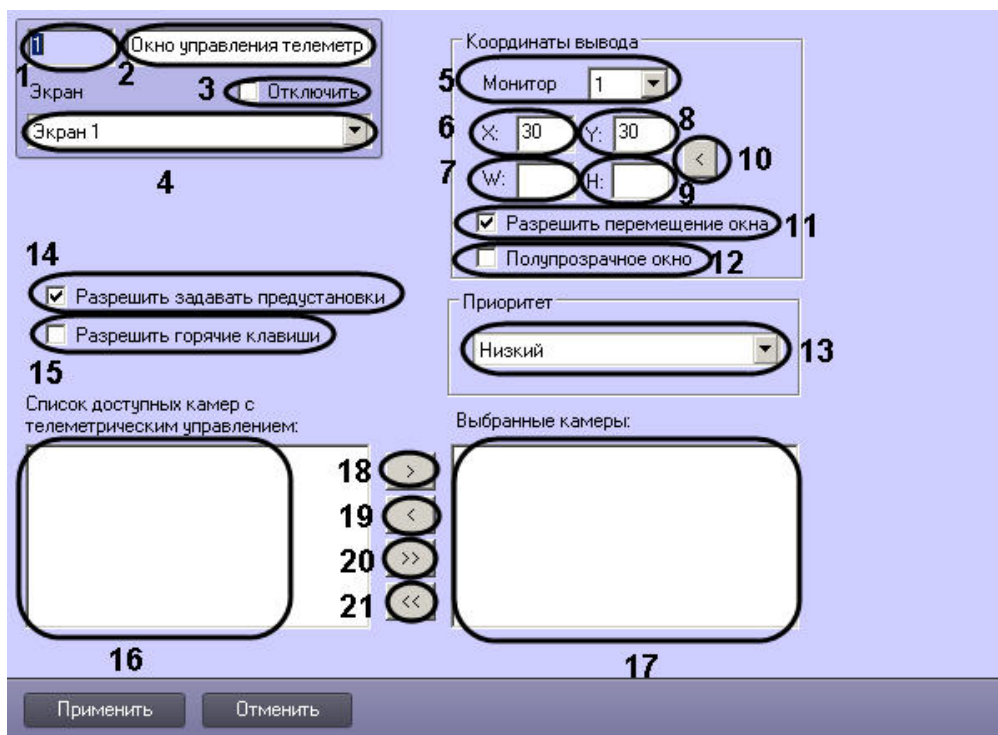 1 Окно управления телеметр
1 2
Экран 3 Отключить
Экран 1
4
Координаты вывода
5 Монитор 1
6 X: 30 Y: 30 8
7 W: H: 9 < 10
Разрешить перемещение окна 11
Полупрозрачное окно 12
14
Разрешить задавать предустановки
Разрешить горячие клавиши
15
Приоритет
Низкий 13
Список доступных камер с
телеметрическим управлением:
Выбранные камеры:
18 >
19 <
20 >>
21 <<
16 17
Применить Отменить